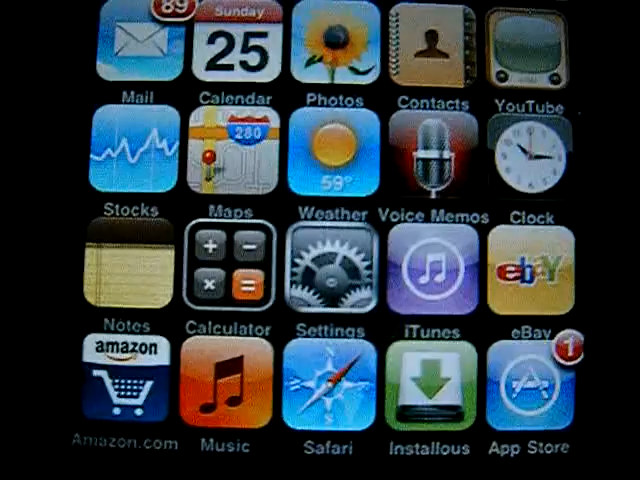 89
Sunday
25
Mail Calendar Photos Contacts YouTube
280
59°
Stocks Maps Weather Voice Memos Clock
+ −
× =
ebaY
Notes Calculator Settings iTunes eBay
amazon
1
N
S
Amazon.com Music Safari Installous App Store